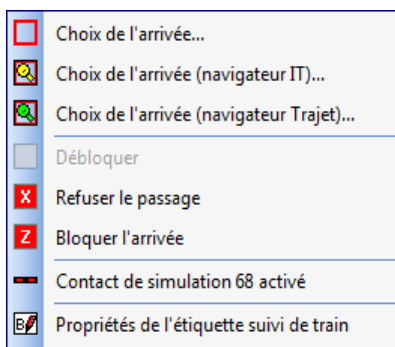 Choix de l'arrivée...
Choix de l'arrivée (navigateur IT)...
Choix de l'arrivée (navigateur Trajet)...
Débloquer
X Refuser le passage
Z Bloquer l'arrivée
Contact de simulation 68 activé
B Propriétés de l'étiquette suivi de train